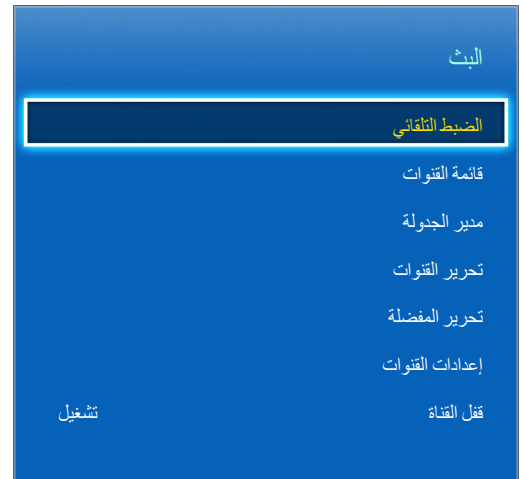 البث
الضبط التلقائي
قائمة القنوات
مدير الجدولة
تحرير القنوات
تحرير المفضلة
إعدادات القنوات
قفل القناة تشغيل